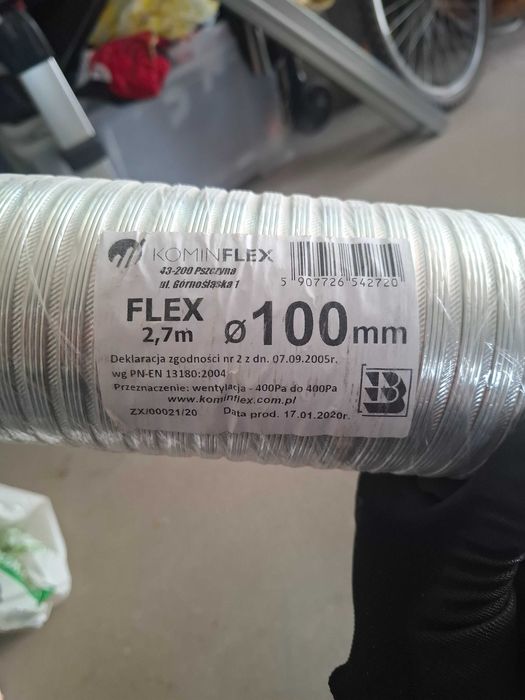 KOMINFLEX
43-200 Pszczyna
ul. Górnośląska 1
5 907726 542720
FLEX
2,7m
ø100mm
Deklaracja zgodności nr 2 z dn. 07.09.2005r.
wg PN-EN 13180:2004
Przeznaczenie: wentylacja - 400Pa do 400Pa
www.kominflex.com.pl
ZX/00021/20 Data prod. 17.01.2020r.
B